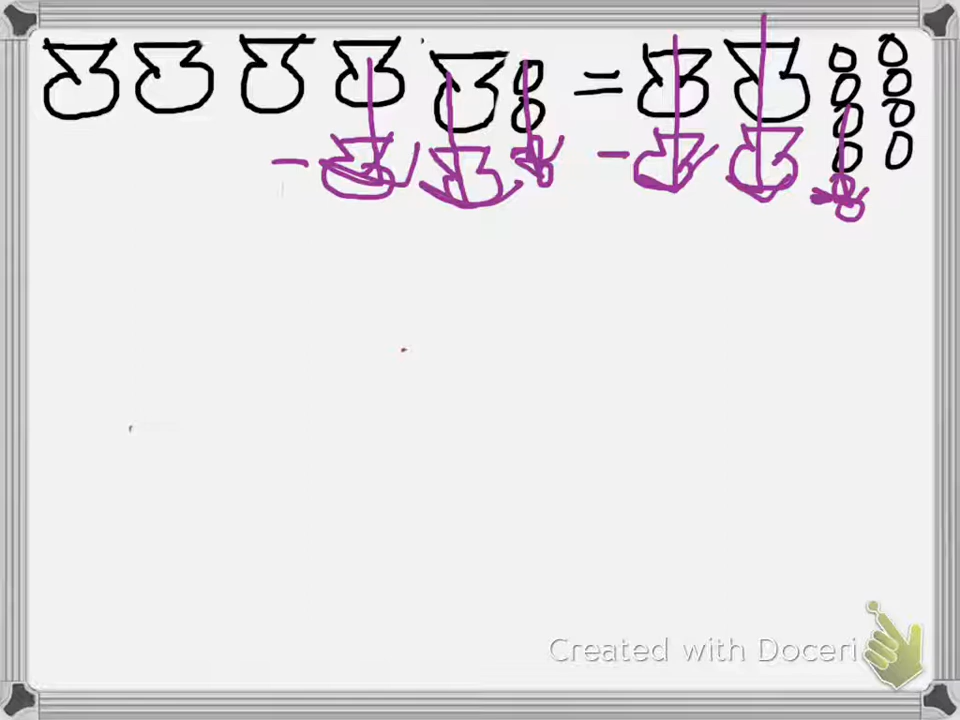 =
- -
Created with Doceri